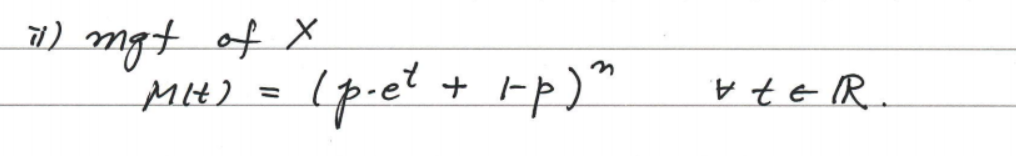 ii) mgf of X
M(t) = (p·e^t + 1-p)^n ∀ t ∈ ℝ.